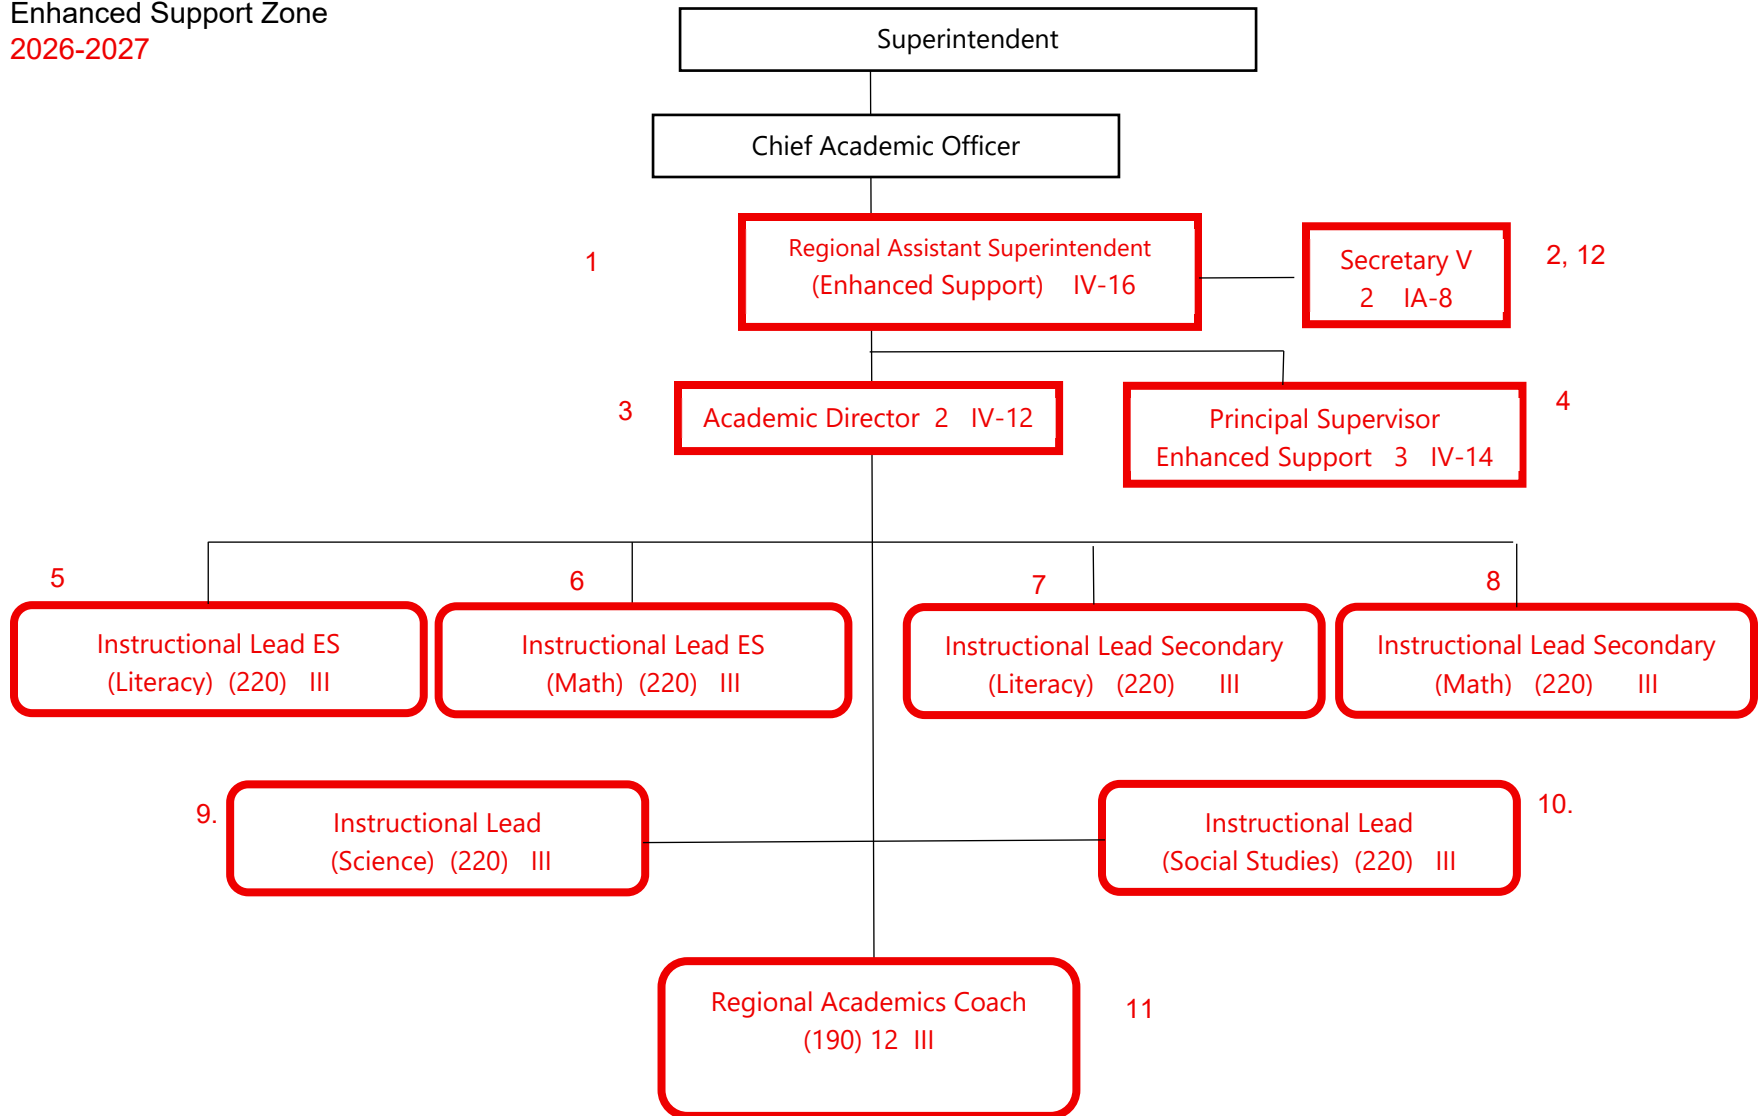 Enhanced Support Zone
2026-2027
Superintendent
Chief Academic Officer
1
Regional Assistant Superintendent
(Enhanced Support) IV-16
Secretary V
2 IA-8
2, 12
3
Academic Director 2 IV-12
Principal Supervisor
Enhanced Support 3 IV-14
4
5
Instructional Lead ES
(Literacy) (220) III
6
Instructional Lead ES
(Math) (220) III
7
Instructional Lead Secondary
(Literacy) (220) III
8
Instructional Lead Secondary
(Math) (220) III
9.
Instructional Lead
(Science) (220) III
Instructional Lead
(Social Studies) (220) III
10.
Regional Academics Coach
(190) 12 III
11